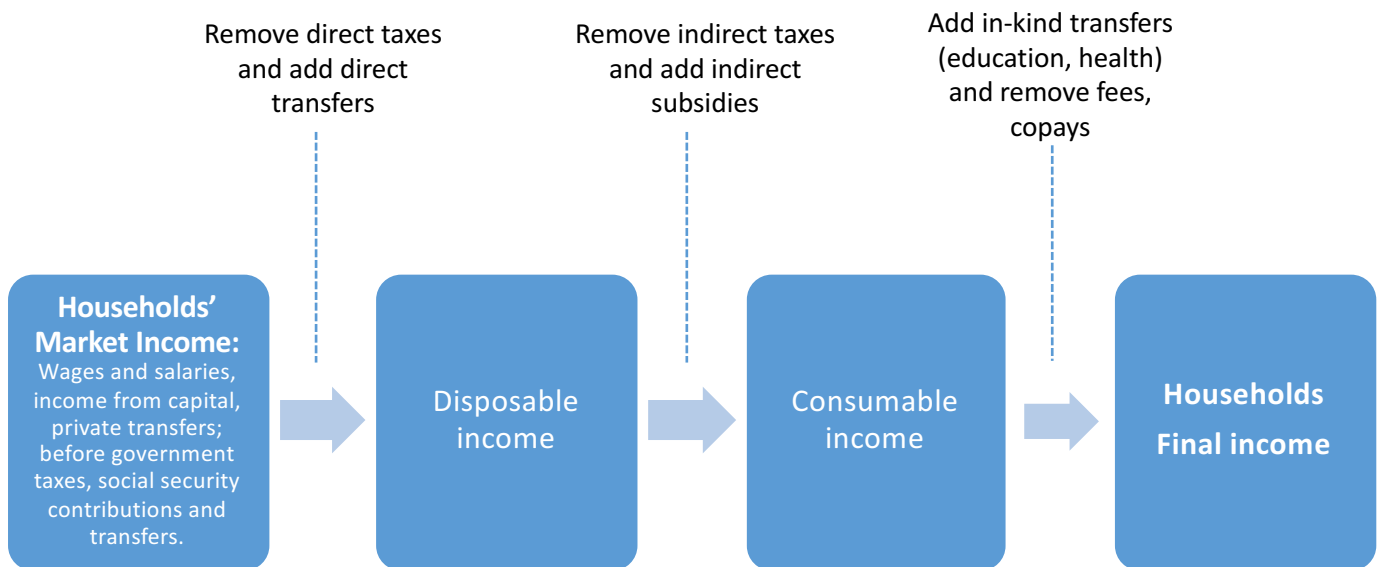 Remove direct taxes
and add direct
transfers
Remove indirect taxes
and add indirect
subsidies
Add in-kind transfers
(education, health)
and remove fees,
copays
Households’
Market Income:
Wages and salaries,
income from capital,
private transfers;
before government
taxes, social security
contributions and
transfers.
Disposable
income
Consumable
income
Households
Final income